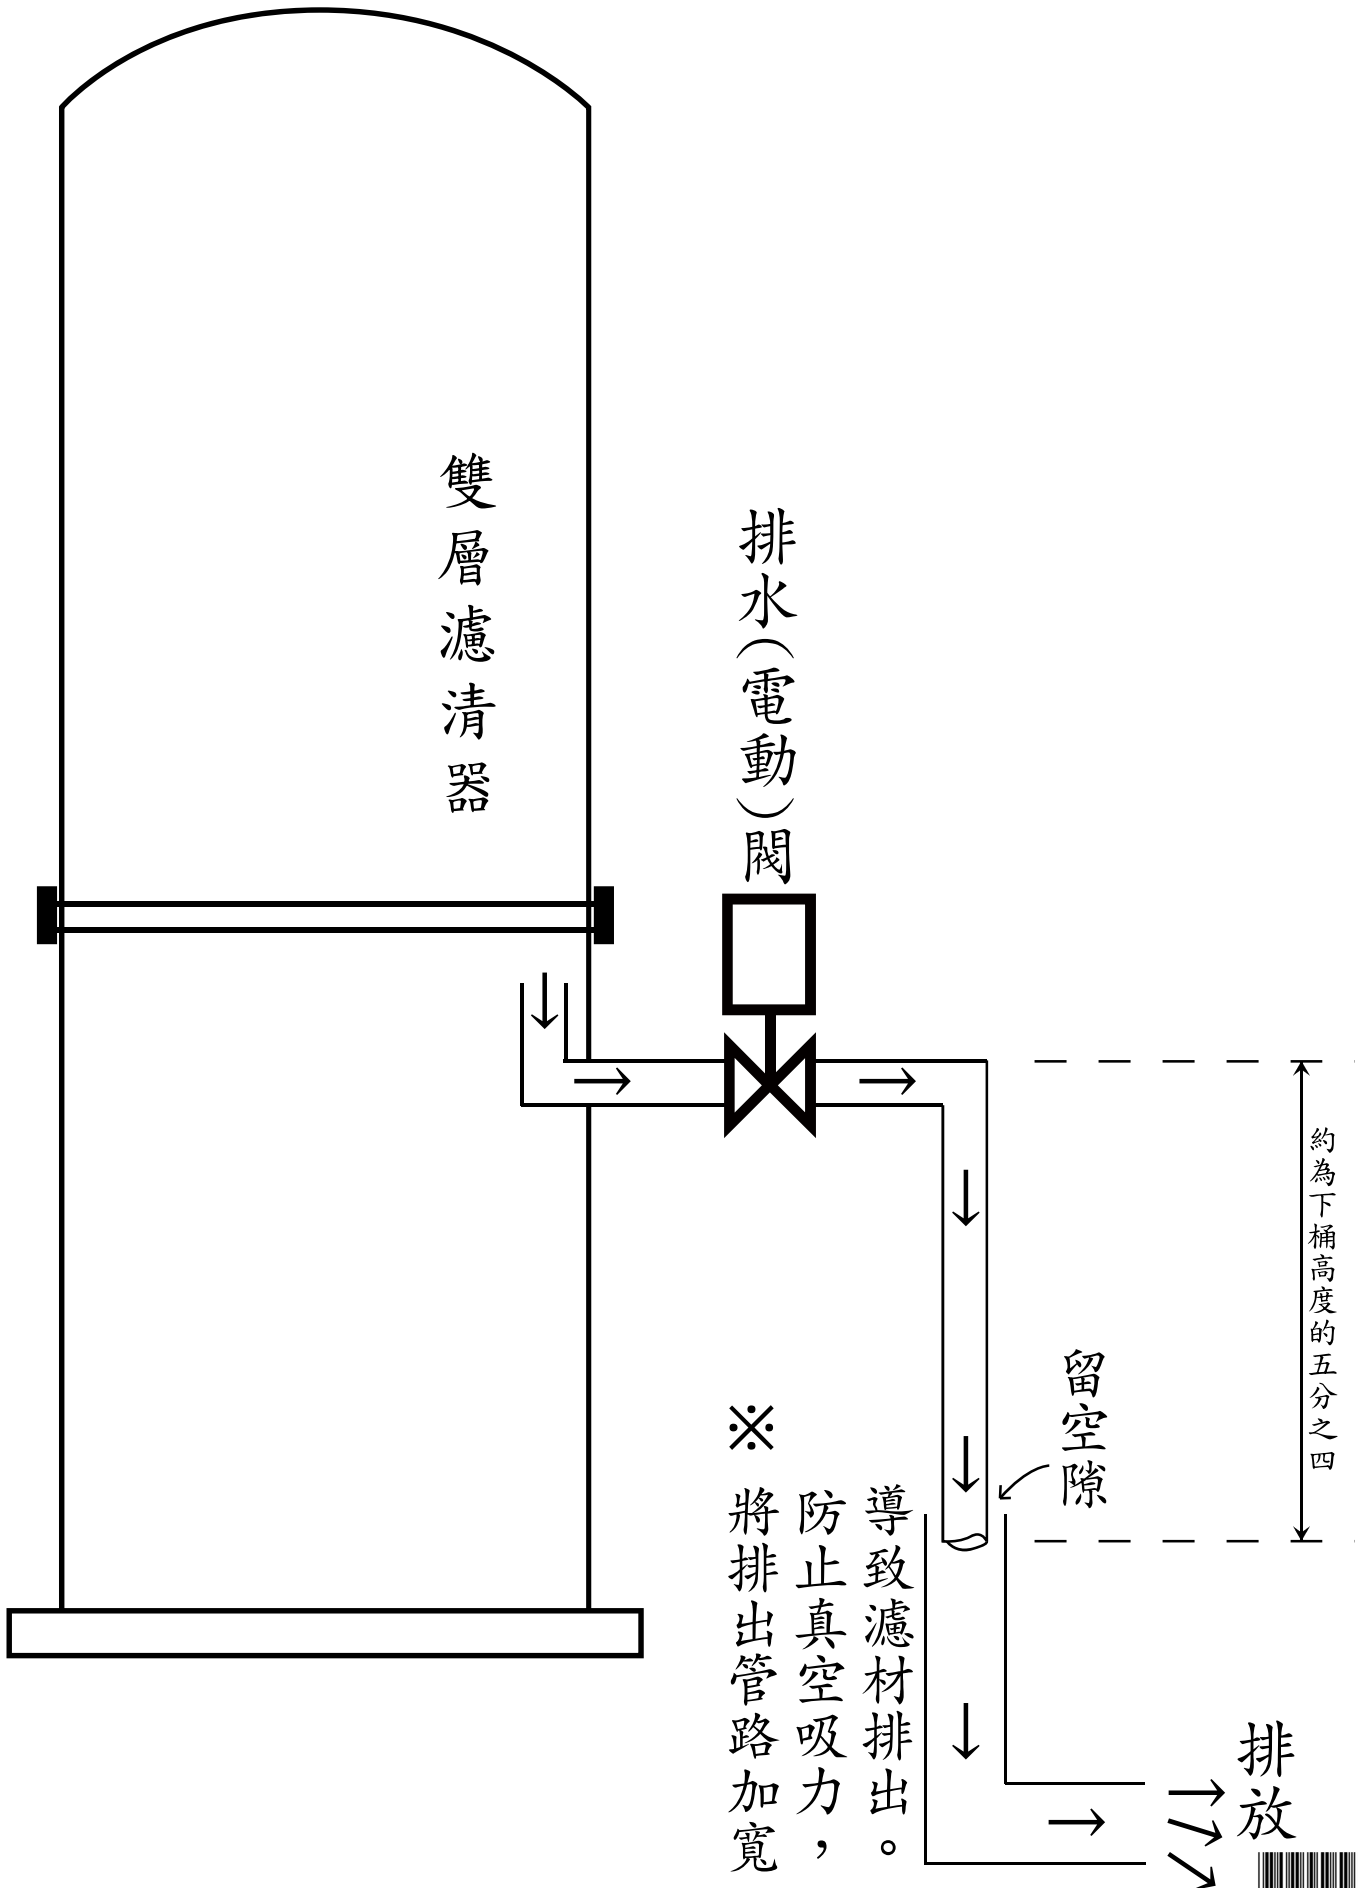 雙層濾清器
排水(電動)閥
約為下桶高度的五分之四
留空隙
※ 將排出管路加寬
防止真空吸力，
導致濾材排出。
排放